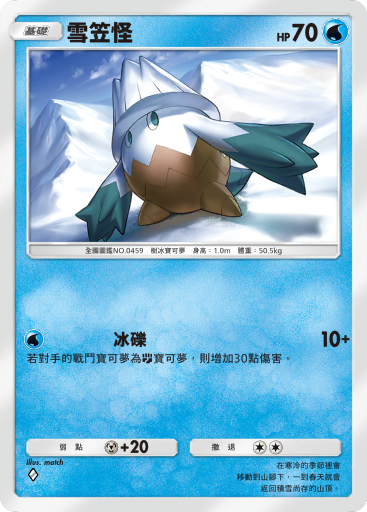 基礎 雪笠怪 HP 70
全國圖鑑NO.0459 樹冰寶可夢 身高：1.0m 體重：50.5kg
冰礫 10+
若對手的戰鬥寶可夢為寶可夢，則增加30點傷害。
弱點 +20 撤退
Illus. match
在寒冷的季節裡會
移動到山腳下，一到春天就會
返回積雪尚存的山頂。